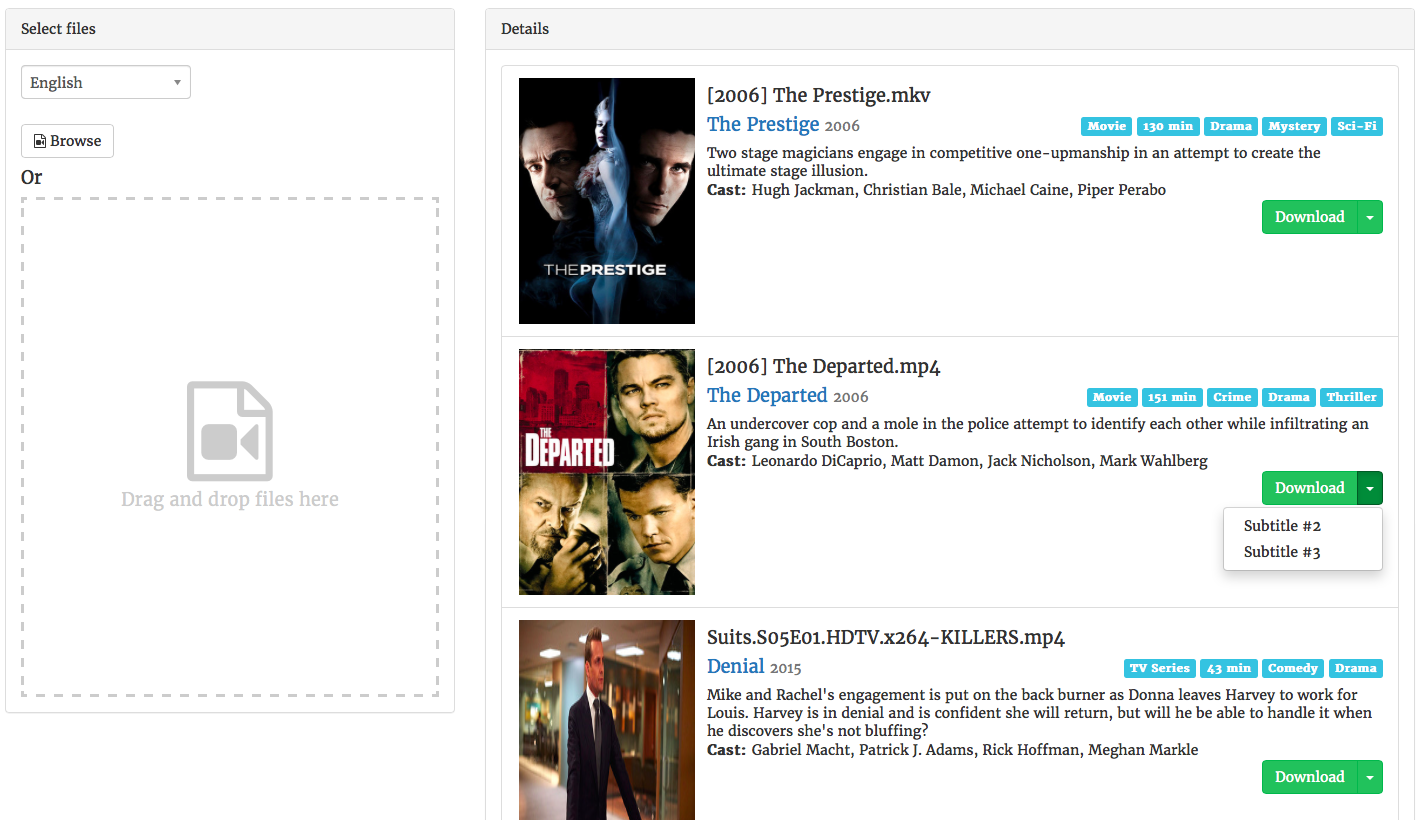 Select files
English
Browse
Or
Drag and drop files here
Details
THE PRESTIGE
[2006] The Prestige.mkv
The Prestige 2006
Movie 130 min Drama Mystery Sci-Fi
Two stage magicians engage in competitive one-upmanship in an attempt to create the
ultimate stage illusion.
Cast: Hugh Jackman, Christian Bale, Michael Caine, Piper Perabo
Download
THE
DEPARTED
[2006] The Departed.mp4
The Departed 2006
Movie 151 min Crime Drama Thriller
An undercover cop and a mole in the police attempt to identify each other while infiltrating an
Irish gang in South Boston.
Cast: Leonardo DiCaprio, Matt Damon, Jack Nicholson, Mark Wahlberg
Download
Subtitle #2
Subtitle #3
Suits.S05E01.HDTV.x264-KILLERS.mp4
Denial 2015
TV Series 43 min Comedy Drama
Mike and Rachel's engagement is put on the back burner as Donna leaves Harvey to work for
Louis. Harvey is in denial and is confident she will return, but will he be able to handle it when
he discovers she's not bluffing?
Cast: Gabriel Macht, Patrick J. Adams, Rick Hoffman, Meghan Markle
Download